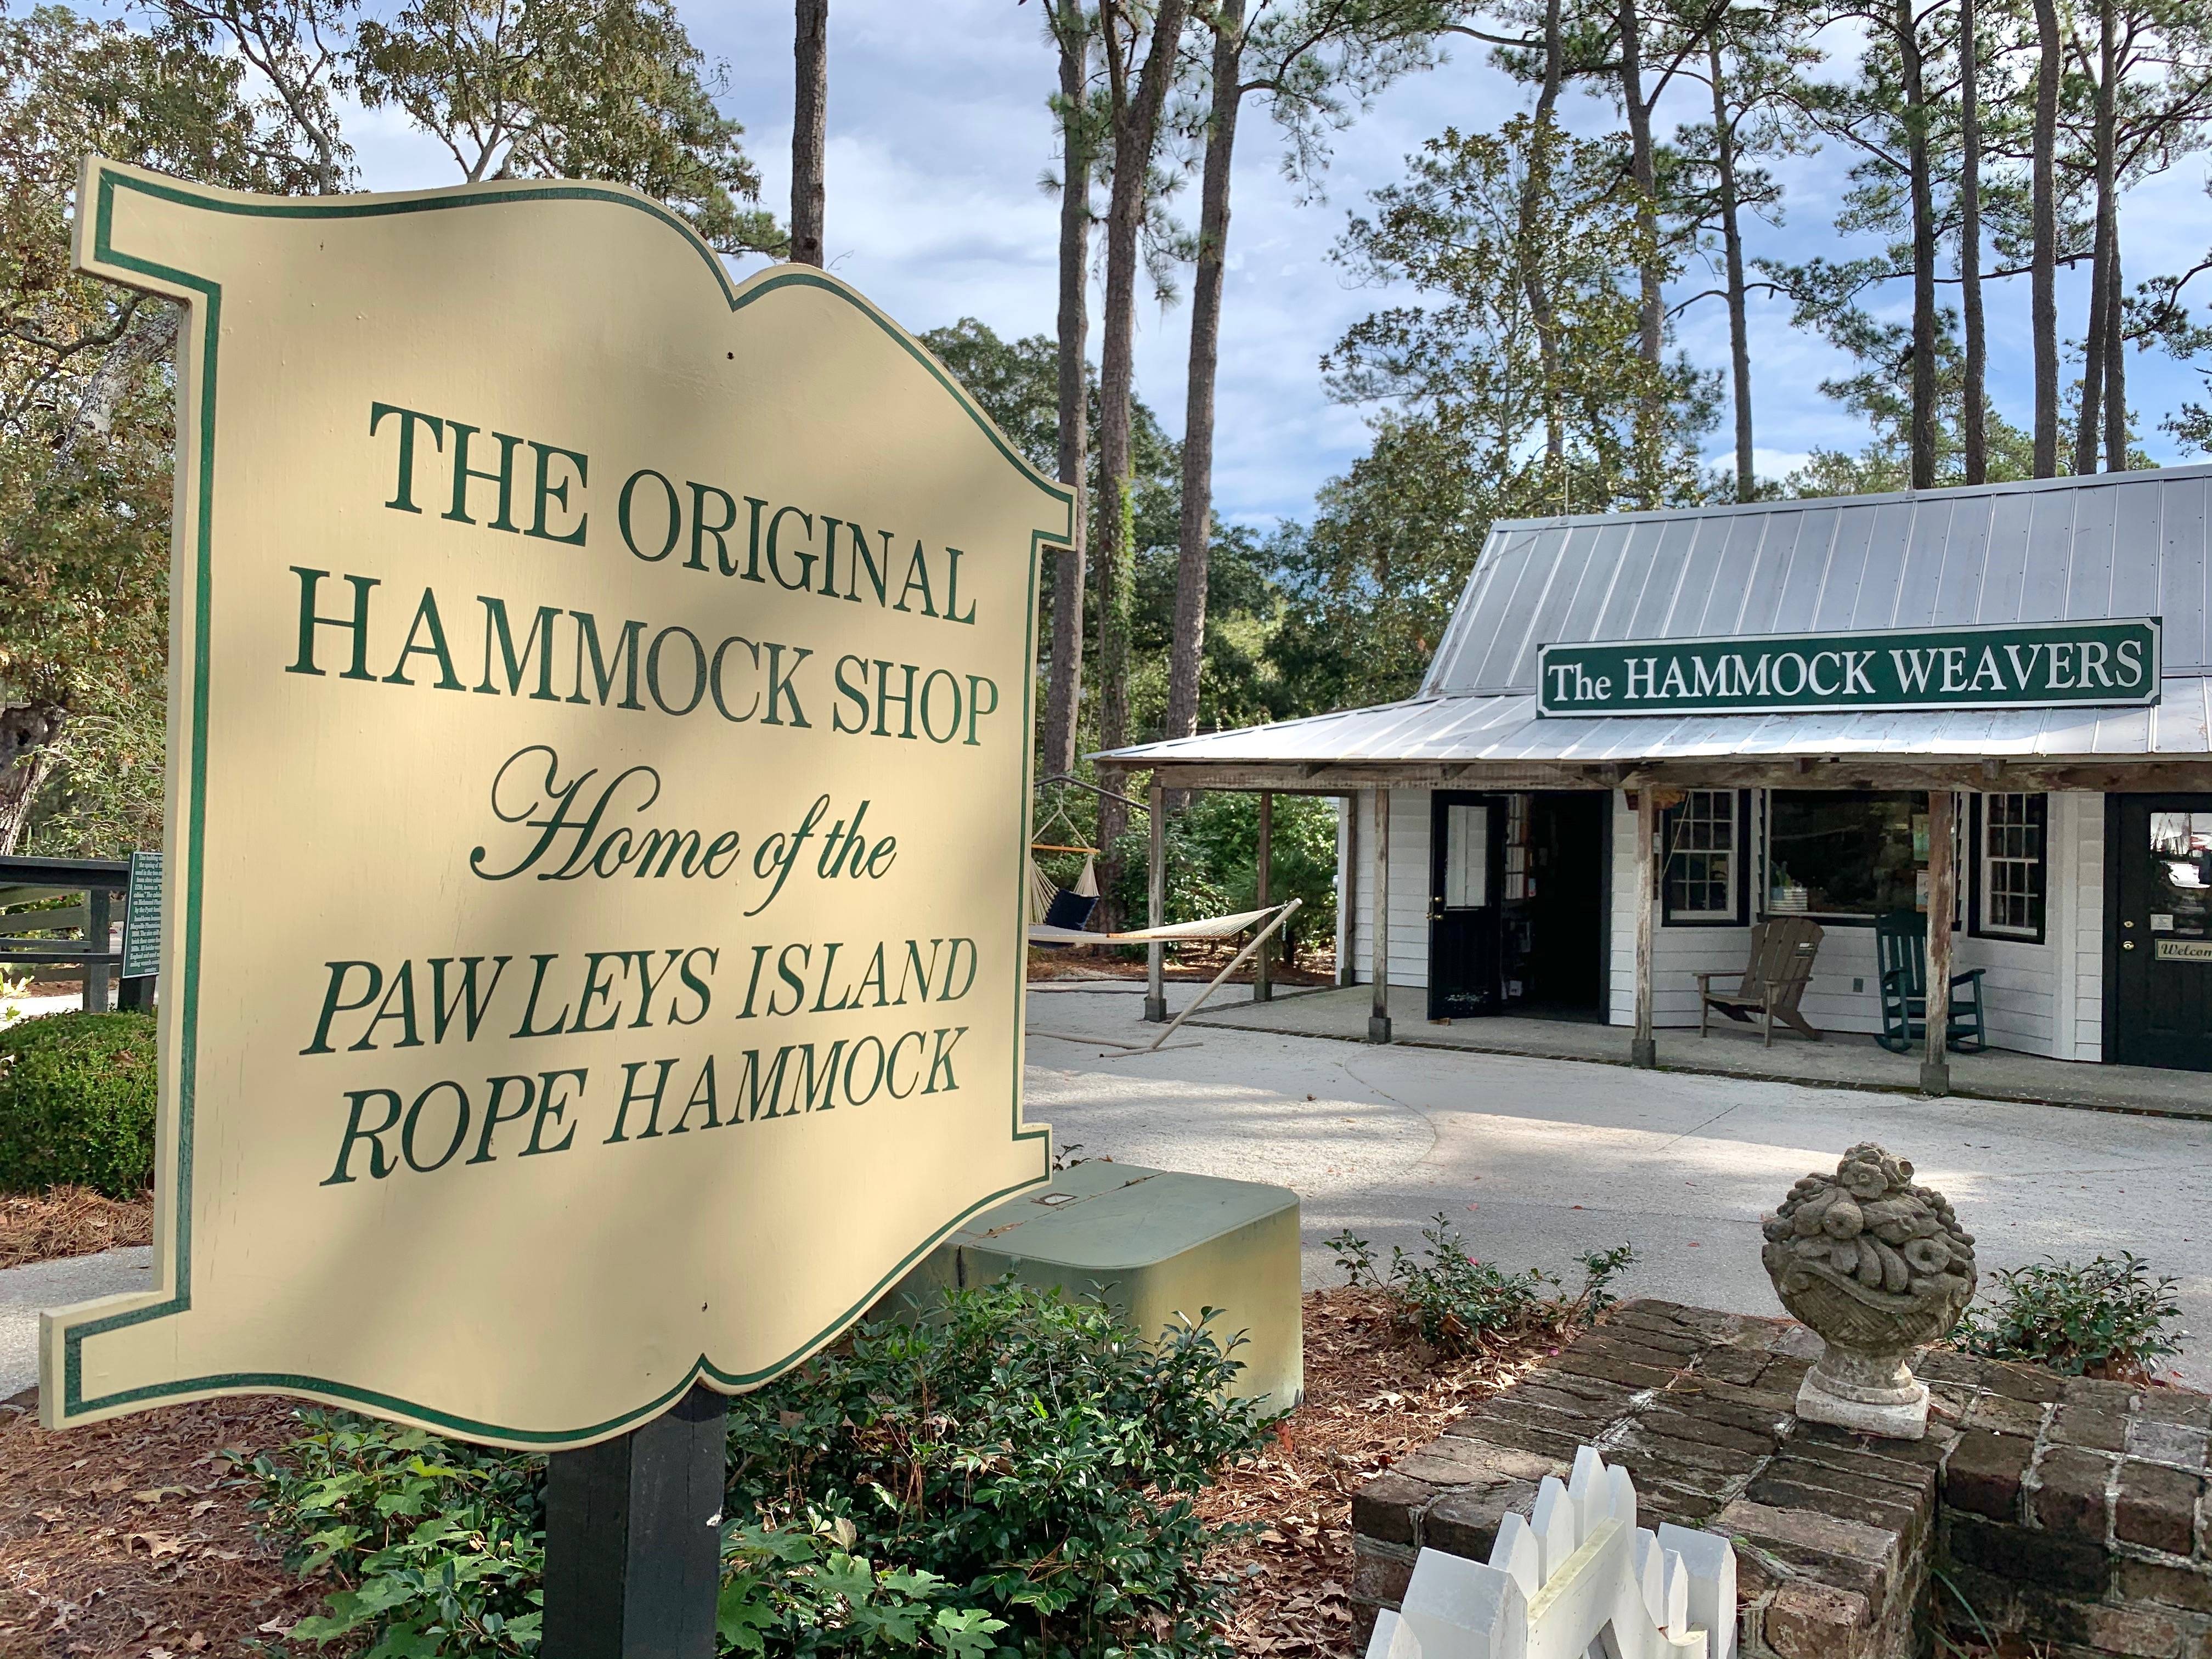 THE ORIGINAL
HAMMOCK SHOP
Home of the
PAWLEYS ISLAND
ROPE HAMMOCK
The HAMMOCK WEAVERS